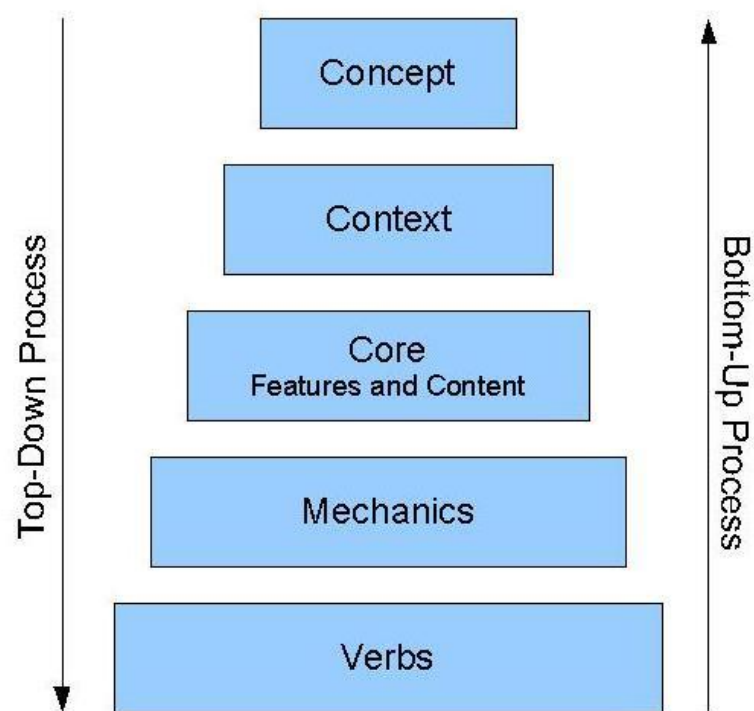 Concept
Context
Core
Features and Content
Mechanics
Verbs
Top-Down Process
Bottom-Up Process